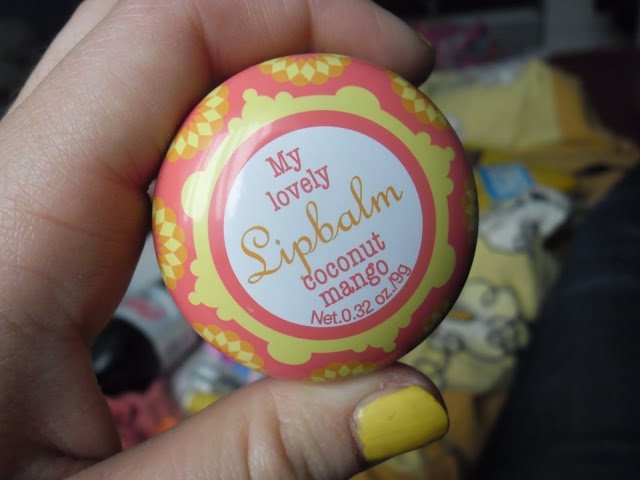 My
lovely
Lipbalm
coconut
mango
Net.0.32 oz./9g